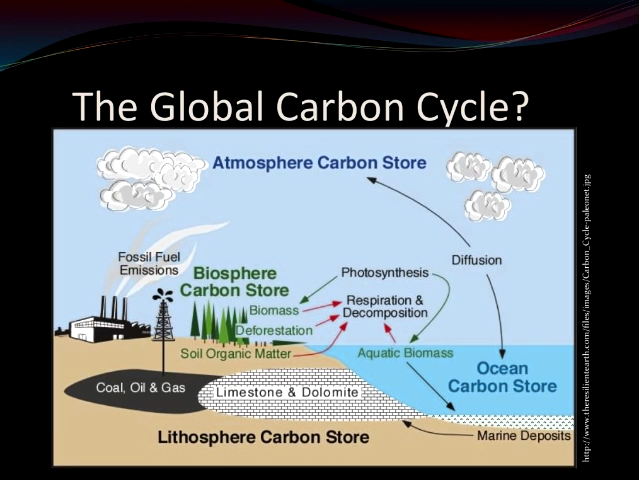 The Global Carbon Cycle?
Atmosphere Carbon Store
Fossil Fuel
Emissions
Diffusion
Biosphere
Carbon Store
Photosynthesis
Biomass
Respiration &
Decomposition
Deforestation
Soil Organic Matter
Aquatic Biomass
Ocean
Carbon Store
Coal, Oil & Gas
Limestone & Dolomite
Lithosphere Carbon Store
Marine Deposits
http://www.theresilientearth.com/files/images/Carbon_Cycle-paleonet.jpg